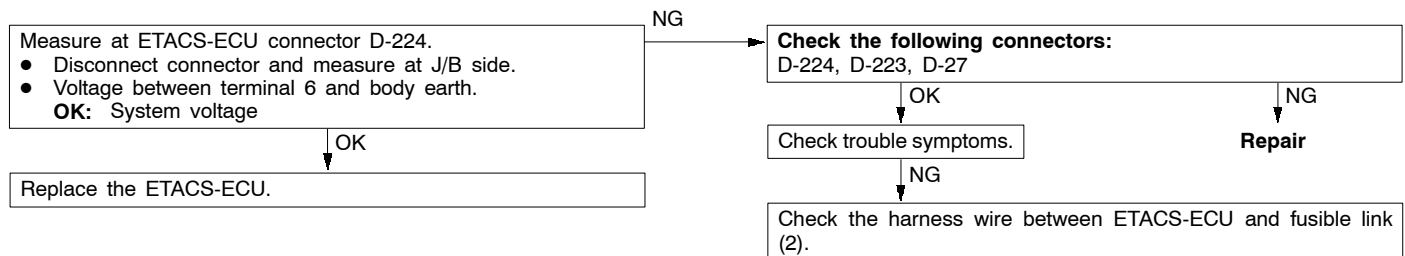 Measure at ETACS-ECU connector D-224.
● Disconnect connector and measure at J/B side.
● Voltage between terminal 6 and body earth.
OK: System voltage
OK
Replace the ETACS-ECU.
NG
Check the following connectors:
D-224, D-223, D-27
OK
NG
Check trouble symptoms.
Repair
NG
Check the harness wire between ETACS-ECU and fusible link
(2).